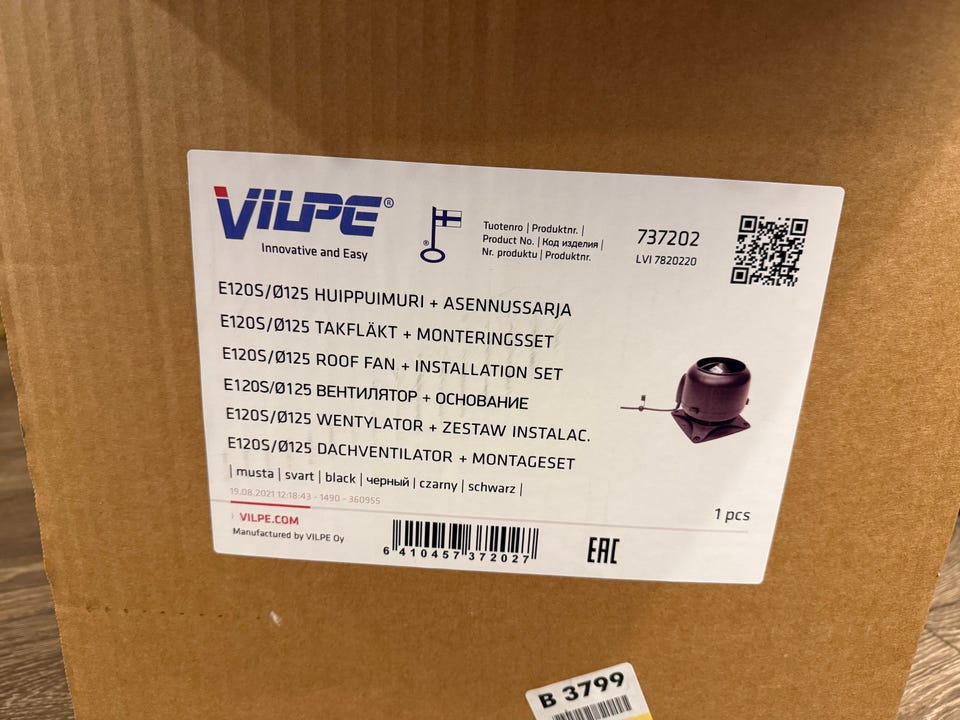 VILPE®
Innovative and Easy
®
Tuotenro | Produktnr. |
Product No. | Код изделия |
Nr. produktu | Produktnr.
737202
LVI 7820220
E120S/Ø125 HUIPPUIMURI + ASENNUSSARJA
E120S/Ø125 TAKFLÄKT + MONTERINGSSET
E120S/Ø125 ROOF FAN + INSTALLATION SET
E120S/Ø125 ВЕНТИЛЯТОР + ОСНОВАНИЕ
E120S/Ø125 WENTYLATOR + ZESTAW INSTALAC.
E120S/Ø125 DACHVENTILATOR + MONTAGESET
| musta | svart | black | черный | czarny | schwarz |
19.08.2021 12:18:43 - 1490 - 360955
VILPE.COM
Manufactured by VILPE Oy
6 410457 372027
EAC
1 pcs
B 3799